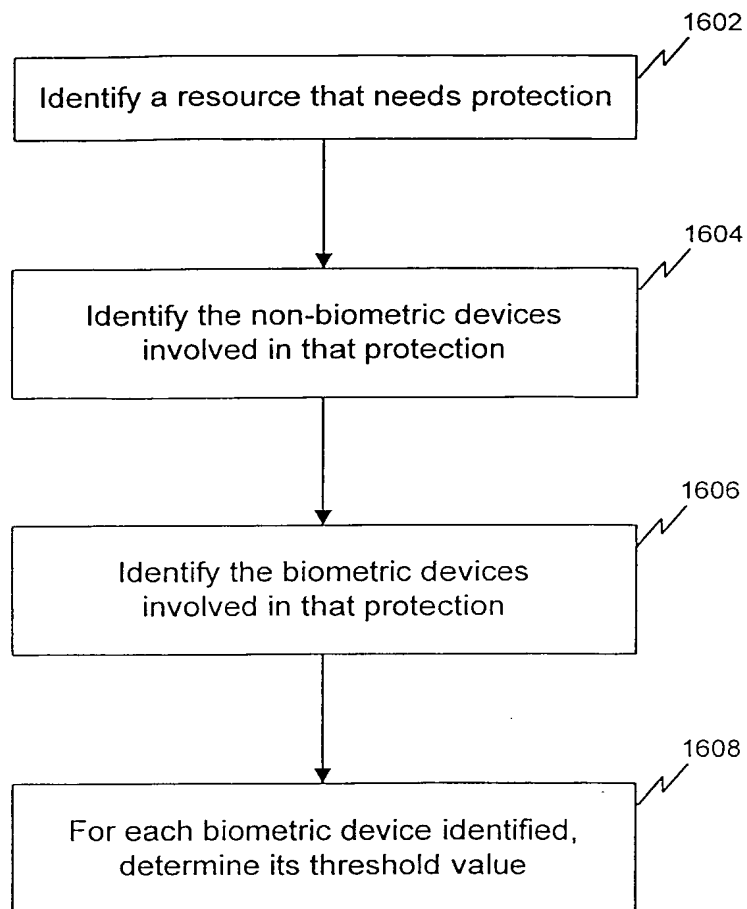 1602
Identify a resource that needs protection
1604
Identify the non-biometric devices
involved in that protection
1606
Identify the biometric devices
involved in that protection
1608
For each biometric device identified,
determine its threshold value